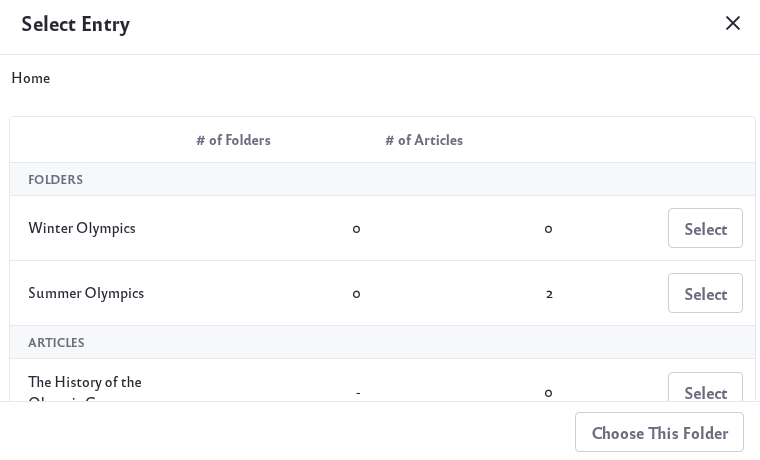 Select Entry
Home
# of Folders # of Articles
FOLDERS
Winter Olympics 0 0 Select
Summer Olympics 0 2 Select
ARTICLES
The History of the - 0 Select
Choose This Folder